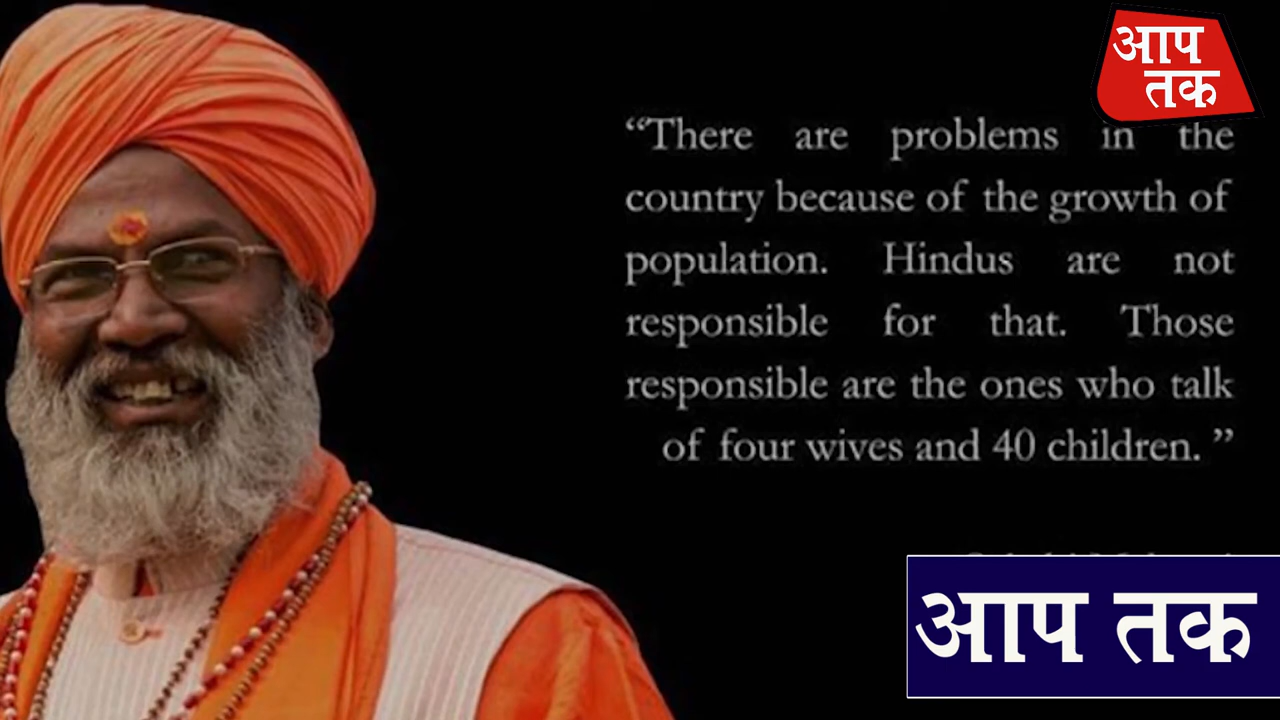 आप
तक
“There are problems in the
country because of the growth of
population. Hindus are not
responsible for that. Those
responsible are the ones who talk
of four wives and 40 children. ”
आप तक